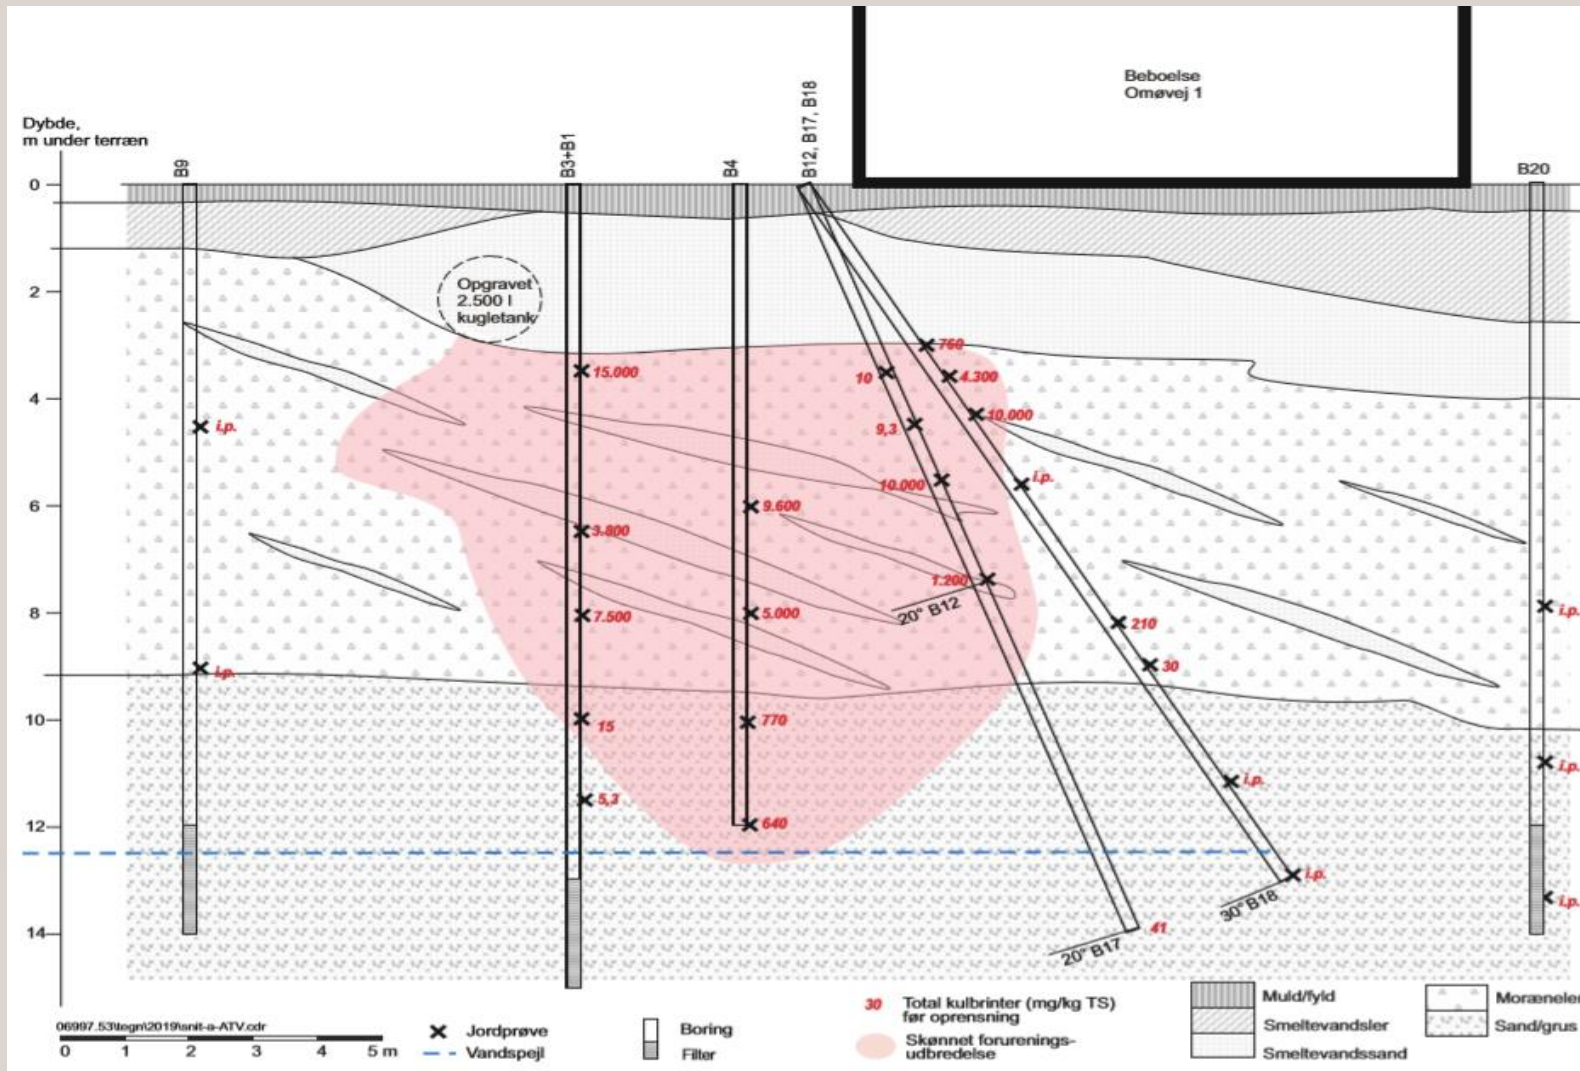 Beboelse
Omøvej 1
Dybde,
m under terræn
B9
B3+B1
B4
B12, B17, B18
B20
0
2
4
6
8
10
12
14
Opgravet
2.500 l
kugletank
760
15.000
10
4.300
10.000
i.p.
9,3
10.000
i.p.
9.600
3.800
1.200
20° B12
i.p.
7.500
5.000
210
i.p.
30
15
770
i.p.
i.p.
5,3
640
i.p.
i.p.
30° B18
41
20° B17
06997.53\tegn\2019\snit-a-ATV.cdr
0 1 2 3 4 5 m
Jordprøve
Vandspejl
Boring
Filter
30 Total kulbrinter (mg/kg TS)
før oprensning
Skønnet forurenings-
udbredelse
Muld/fyld
Smeltevandsler
Smeltevandssand
Moræneler
Sand/grus